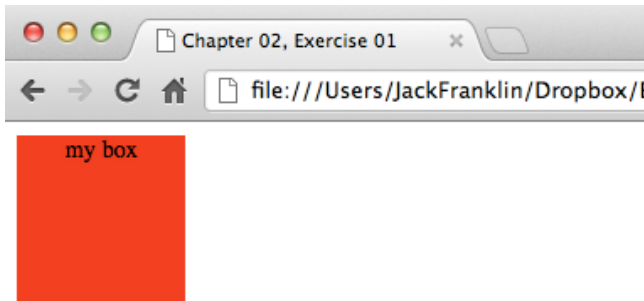 Chapter 02, Exercise 01
file:///Users/JackFranklin/Dropbox/
my box